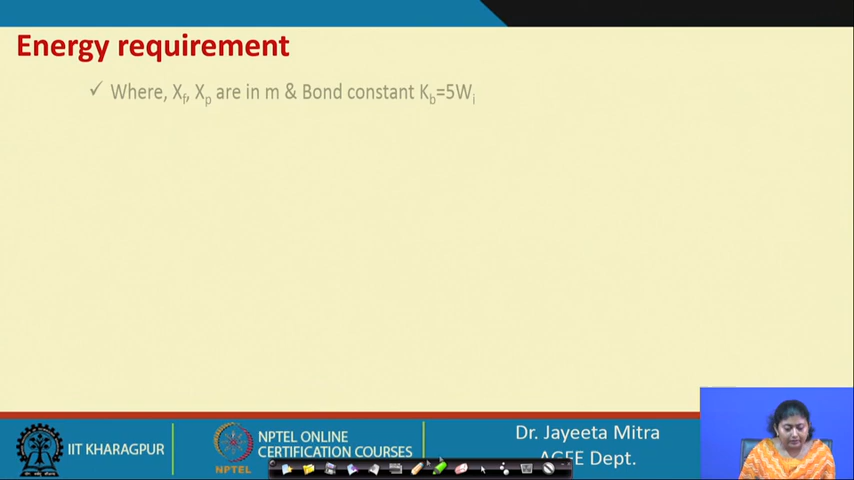 Energy requirement
✓ Where, Xf, Xp are in m & Bond constant Kb=5Wi
IIT KHARAGPUR
NPTEL
NPTEL ONLINE
CERTIFICATION COURSES
Dr. Jayeeta Mitra
AGFE Dept.